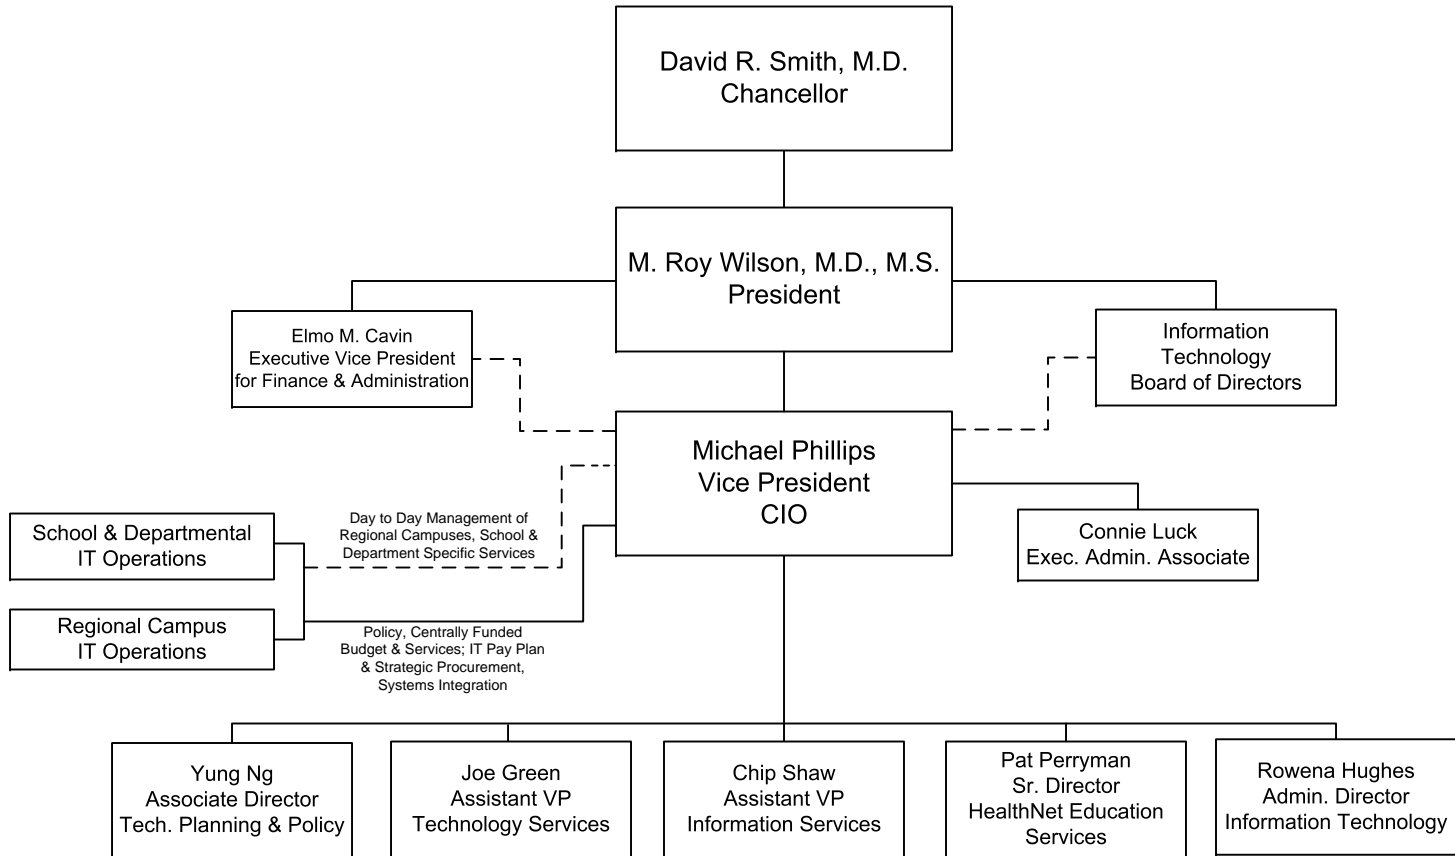 David R. Smith, M.D.
Chancellor
M. Roy Wilson, M.D., M.S.
President
Elmo M. Cavin
Executive Vice President
for Finance & Administration
Information
Technology
Board of Directors
Michael Phillips
Vice President
CIO
School & Departmental
IT Operations
Day to Day Management of
Regional Campuses, School &
Department Specific Services
Connie Luck
Exec. Admin. Associate
Regional Campus
IT Operations
Policy, Centrally Funded
Budget & Services; IT Pay Plan
& Strategic Procurement,
Systems Integration
Yung Ng
Associate Director
Tech. Planning & Policy
Joe Green
Assistant VP
Technology Services
Chip Shaw
Assistant VP
Information Services
Pat Perryman
Sr. Director
HealthNet Education
Services
Rowena Hughes
Admin. Director
Information Technology